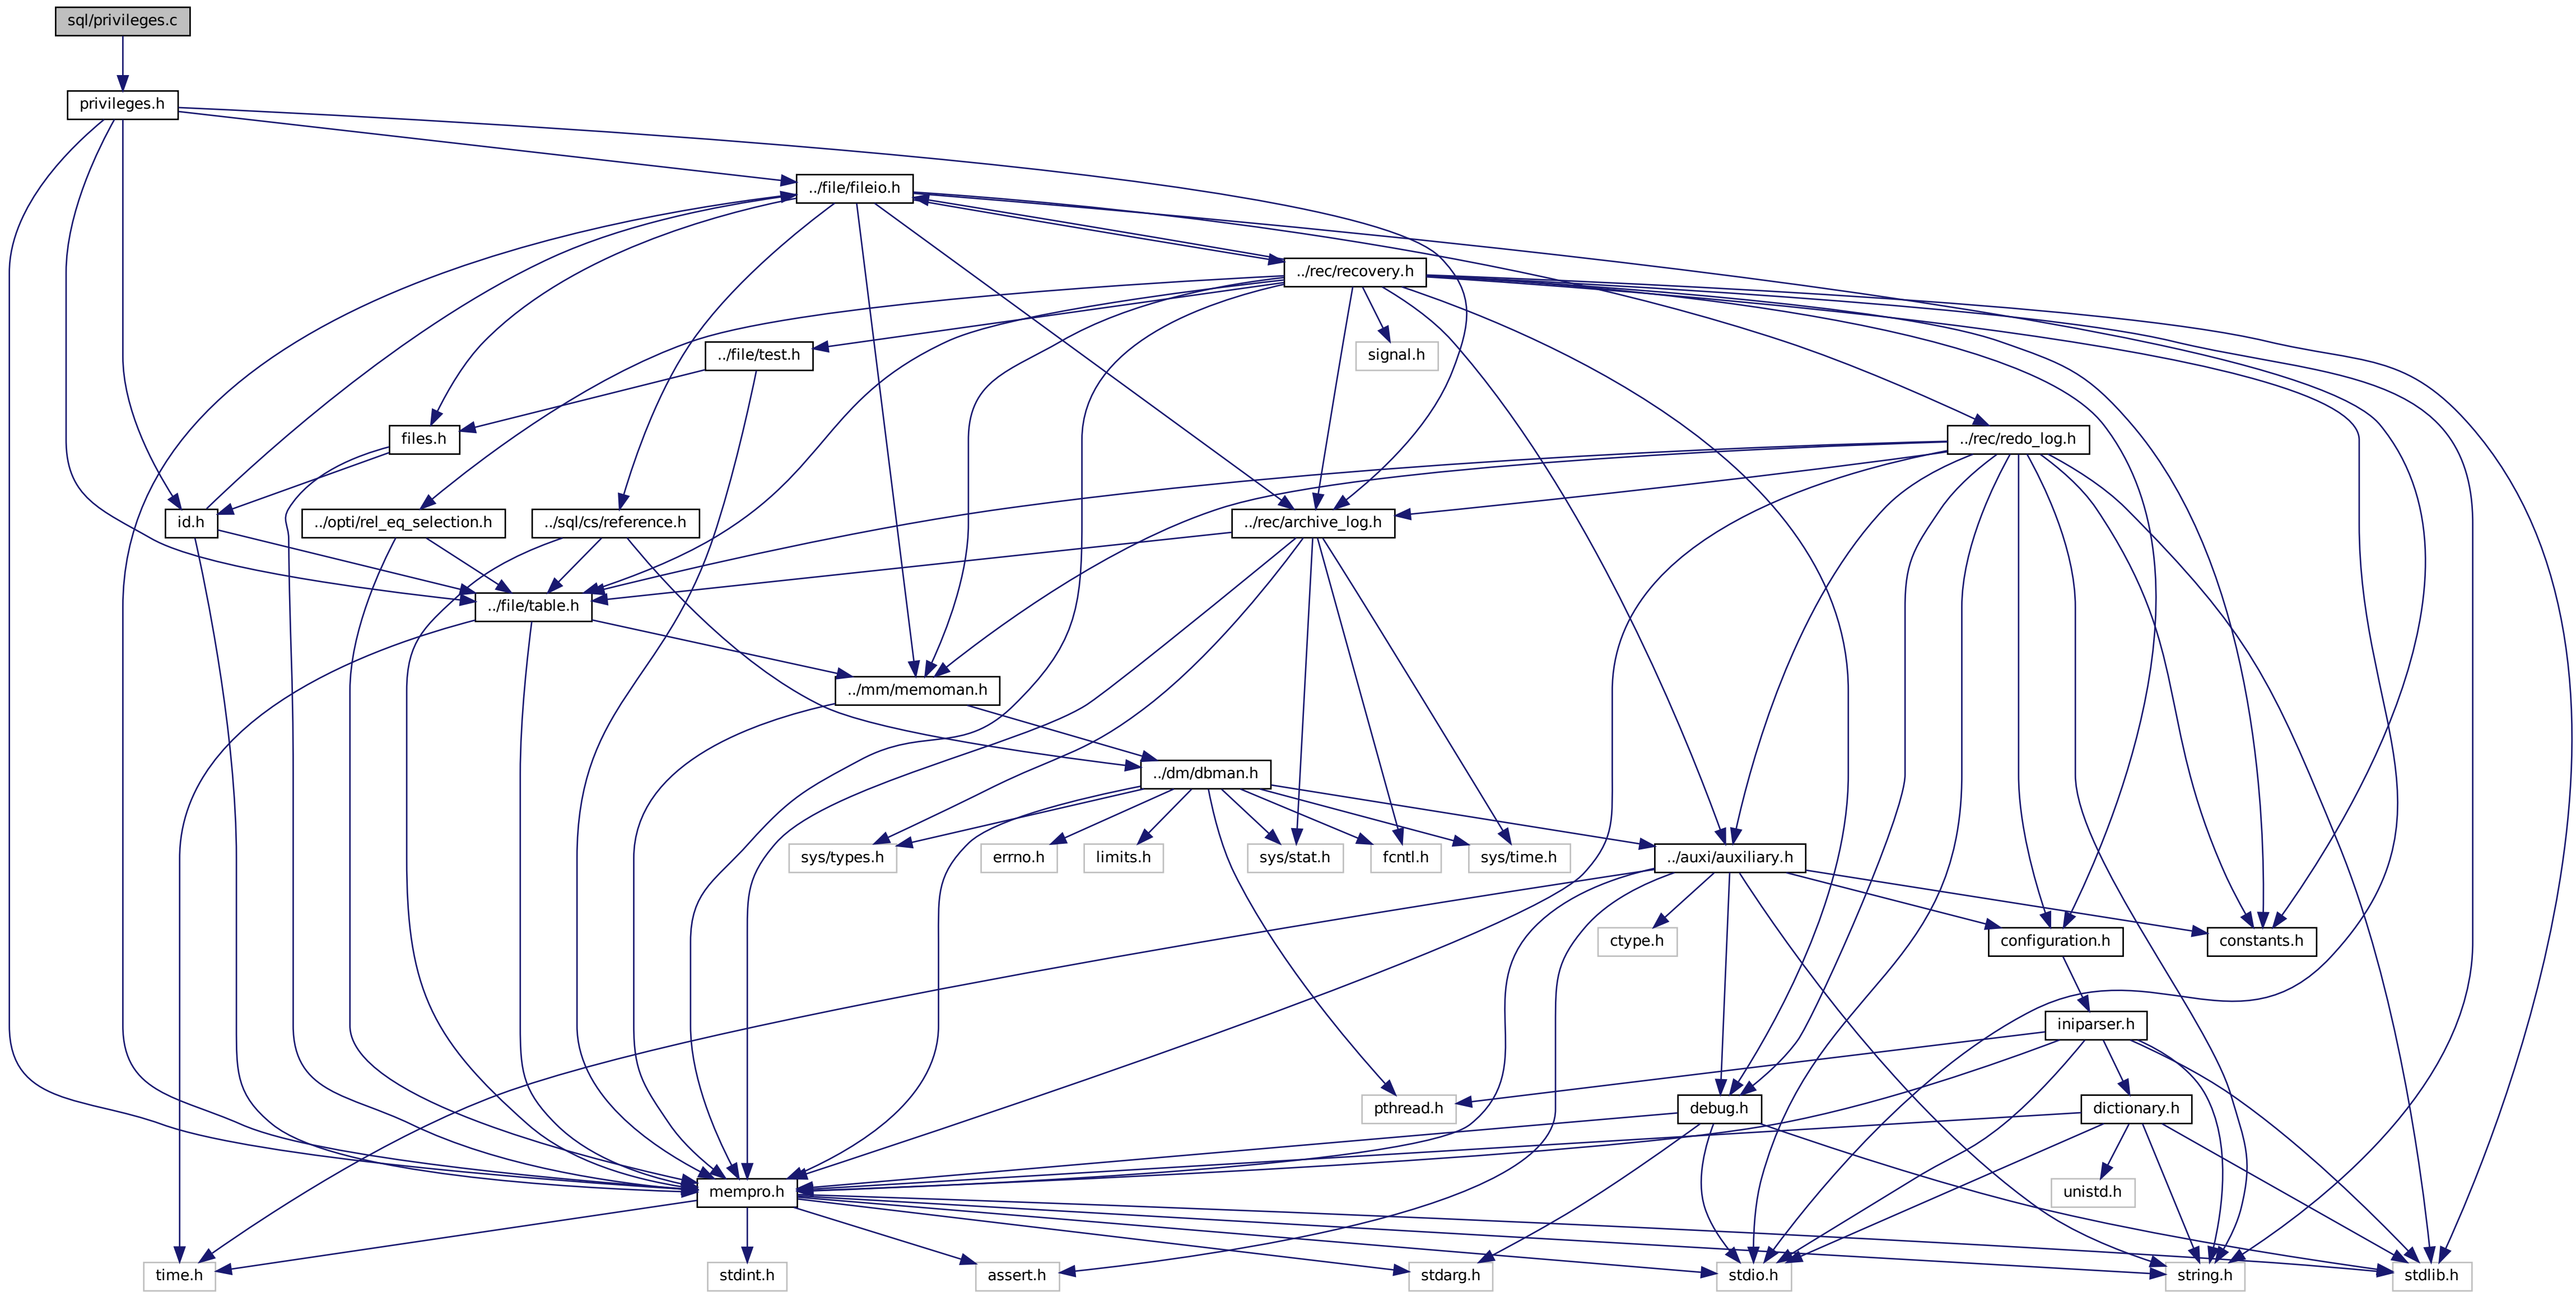 sql/privileges.c
privileges.h
../file/fileio.h
../rec/recovery.h
../file/test.h
signal.h
files.h
../rec/redo_log.h
id.h
../opti/rel_eq_selection.h
../sql/cs/reference.h
../rec/archive_log.h
../file/table.h
../mm/memoman.h
../dm/dbman.h
sys/types.h
errno.h
limits.h
sys/stat.h
fcntl.h
sys/time.h
../auxi/auxiliary.h
ctype.h
configuration.h
constants.h
iniparser.h
pthread.h
debug.h
dictionary.h
mempro.h
unistd.h
time.h
stdint.h
assert.h
stdarg.h
stdio.h
string.h
stdlib.h